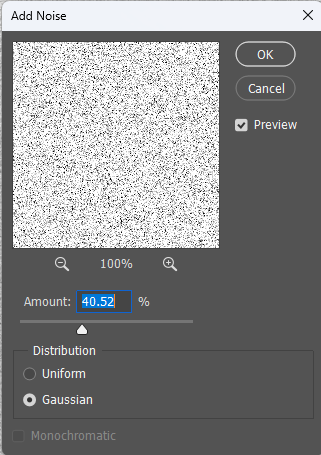 Add Noise
OK
Cancel
Preview
100%
Amount: 40.52 %
Distribution
Uniform
Gaussian
Monochromatic